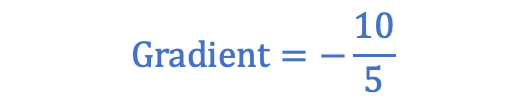 Gradient = − 10/5